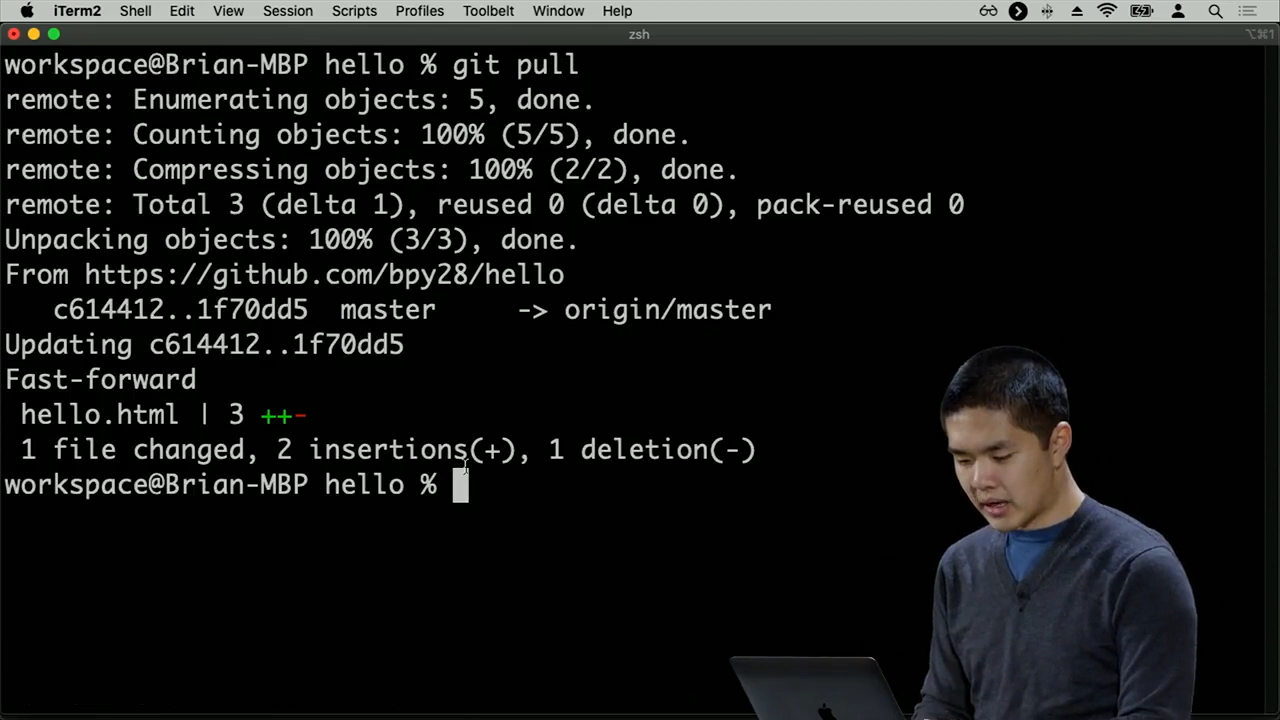 iTerm2 Shell Edit View Session Scripts Profiles Toolbelt Window Help
zsh
⌥⌘1
workspace@Brian-MBP hello % git pull
remote: Enumerating objects: 5, done.
remote: Counting objects: 100% (5/5), done.
remote: Compressing objects: 100% (2/2), done.
remote: Total 3 (delta 1), reused 0 (delta 0), pack-reused 0
Unpacking objects: 100% (3/3), done.
From https://github.com/bpy28/hello
   c614412..1f70dd5  master     -> origin/master
Updating c614412..1f70dd5
Fast-forward
 hello.html | 3 ++-
 1 file changed, 2 insertions(+), 1 deletion(-)
workspace@Brian-MBP hello %